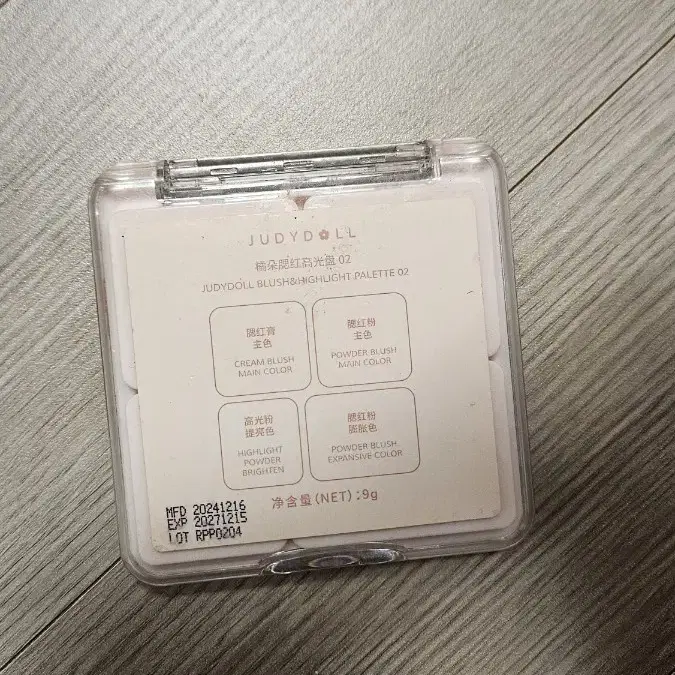 JUDYDOLL
橘朵腮红高光盘 02
JUDYDOLL BLUSH&HIGHLIGHT PALETTE 02
腮红膏
主色
CREAM BLUSH
MAIN COLOR
腮红粉
主色
POWDER BLUSH
MAIN COLOR
高光粉
提亮色
HIGHLIGHT
POWDER
BRIGHTEN
腮红粉
膨胀色
POWDER BLUSH
EXPANSIVE COLOR
净含量(NET):9g
MFD 20241216
EXP 20271215
LOT RPP0204